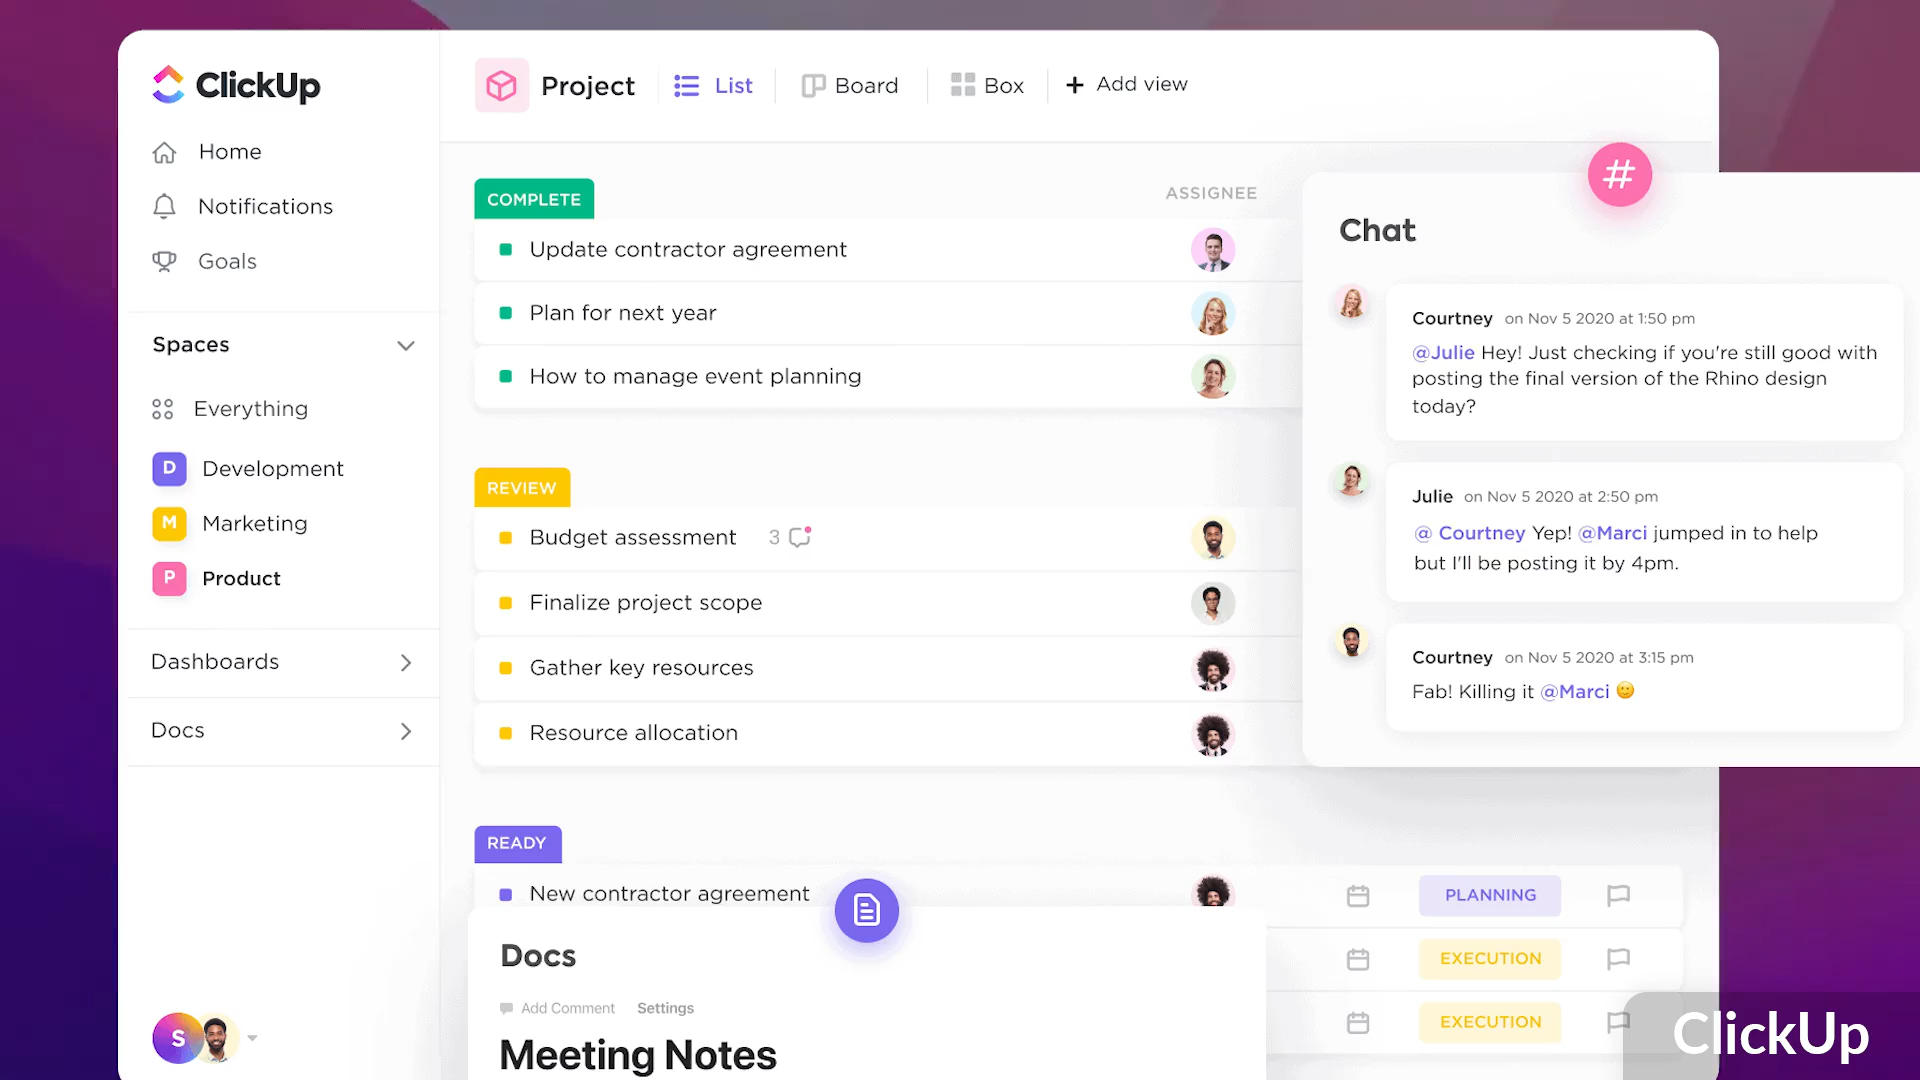 ClickUp
Home
Notifications
Goals
Spaces
Everything
D Development
M Marketing
P Product
Dashboards
Docs
S
Project
List
Board
Box
+ Add view
COMPLETE
ASSIGNEE
Update contractor agreement
Plan for next year
How to manage event planning
REVIEW
Budget assessment 3
Finalize project scope
Gather key resources
Resource allocation
READY
New contractor agreement
PLANNING
EXECUTION
EXECUTION
Docs
Add Comment Settings
Meeting Notes
#
Chat
Courtney on Nov 5 2020 at 1:50 pm
@Julie Hey! Just checking if you're still good with
posting the final version of the Rhino design
today?
Julie on Nov 5 2020 at 2:50 pm
@ Courtney Yep! @Marci jumped in to help
but I'll be posting it by 4pm.
Courtney on Nov 5 2020 at 3:15 pm
Fab! Killing it @Marci 🙂
ClickUp